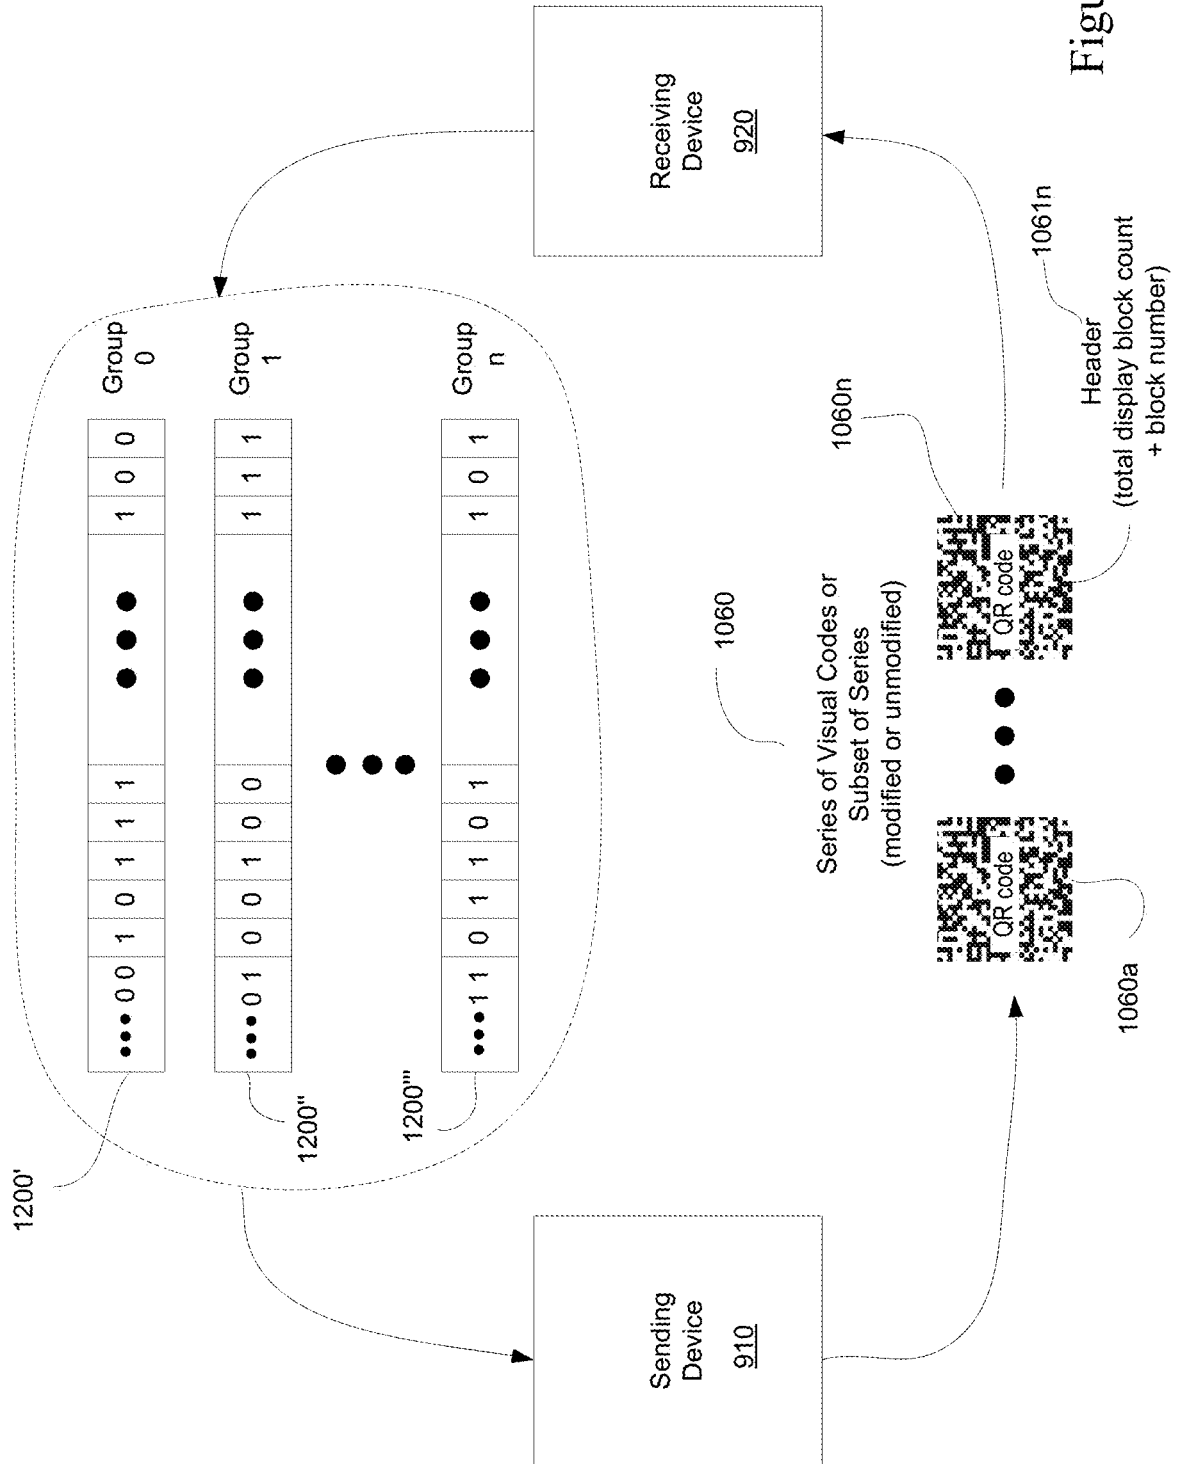 1200'
•••0 0 1 0 1 1 1 ••• 1 0 0
Group
0
1200''
•••0 1 0 0 1 0 0 ••• 1 1 1
Group
1
•••
1200'''
•••1 1 0 1 1 0 1 ••• 1 0 1
Group
n
Sending
Device
910
Receiving
Device
920
1060
Series of Visual Codes or
Subset of Series
(modified or unmodified)
1060n
QR code ••• QR code
1060a
1061n
Header
(total display block count
+ block number)
Figu